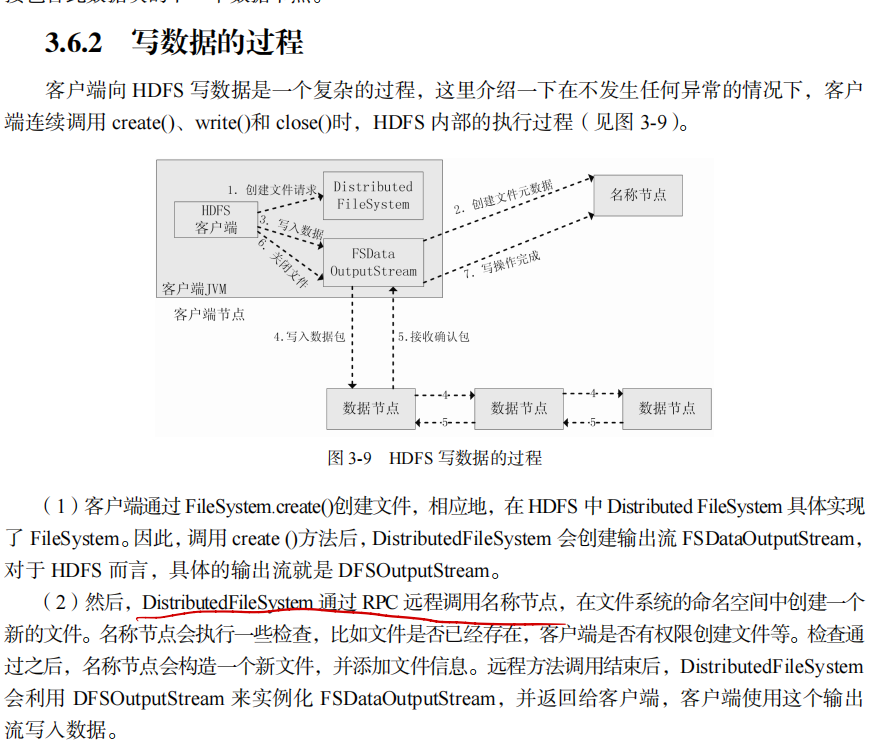 3.6.2 写数据的过程
客户端向 HDFS 写数据是一个复杂的过程，这里介绍一下在不发生任何异常的情况下，客户
端连续调用 create()、write()和 close()时，HDFS 内部的执行过程（见图 3-9）。
1. 创建文件请求
Distributed
FileSystem
2. 创建文件元数据
名称节点
HDFS
客户端
3. 写入数据
6. 关闭文件
FSData
OutputStream
7. 写操作完成
客户端JVM
客户端节点
4.写入数据包
5.接收确认包
数据节点
4
5
数据节点
4
5
数据节点
图 3-9 HDFS 写数据的过程
（1）客户端通过 FileSystem.create()创建文件，相应地，在 HDFS 中 Distributed FileSystem 具体实现
了 FileSystem。因此，调用 create ()方法后，DistributedFileSystem 会创建输出流 FSDataOutputStream，
对于 HDFS 而言，具体的输出流就是 DFSOutputStream。
（2）然后，DistributedFileSystem 通过 RPC 远程调用名称节点，在文件系统的命名空间中创建一个
新的文件。名称节点会执行一些检查，比如文件是否已经存在，客户端是否有权限创建文件等。检查通
过之后，名称节点会构造一个新文件，并添加文件信息。远程方法调用结束后，DistributedFileSystem
会利用 DFSOutputStream 来实例化 FSDataOutputStream，并返回给客户端，客户端使用这个输出
流写入数据。